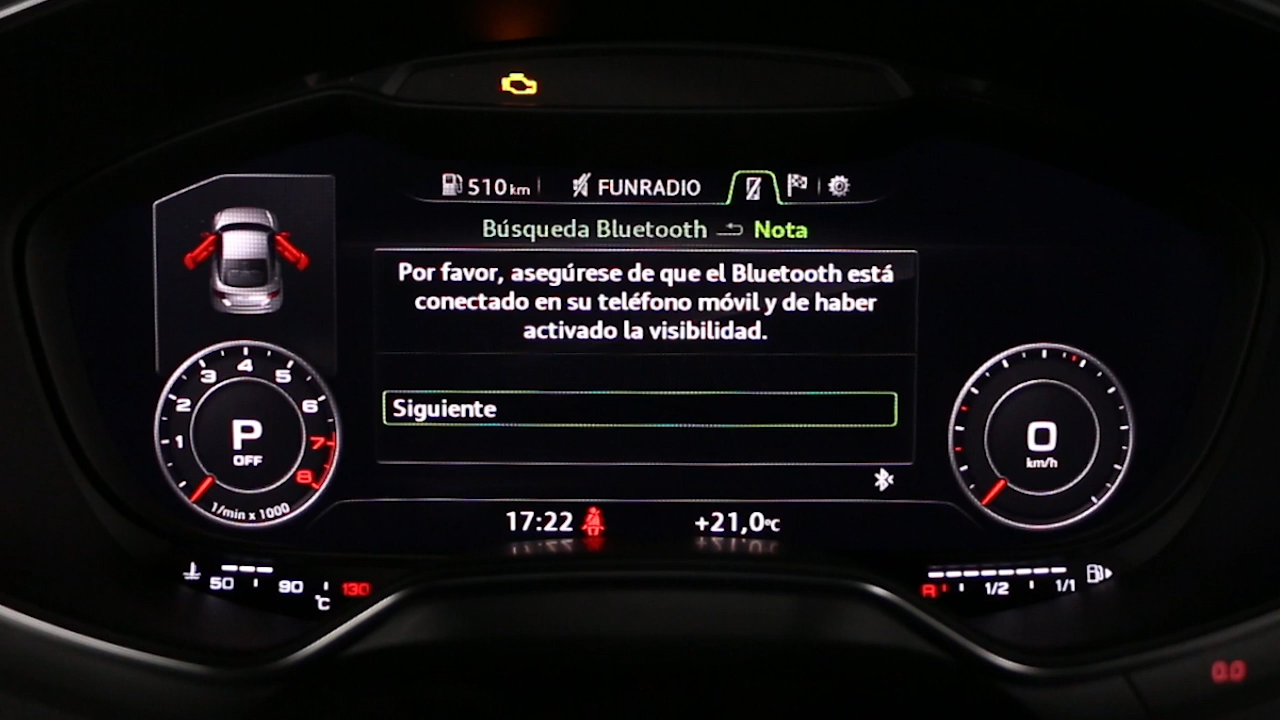 510 km
FUNRADIO
Búsqueda Bluetooth
Nota
Por favor, asegúrese de que el Bluetooth está
conectado en su teléfono móvil y de haber
activado la visibilidad.
Siguiente
1 2 3 4 5 6 7 8
P
OFF
1/min x 1000
0
km/h
17:22
+21,0°C
50 90 130
°C
R 1/2 1/1
0.0